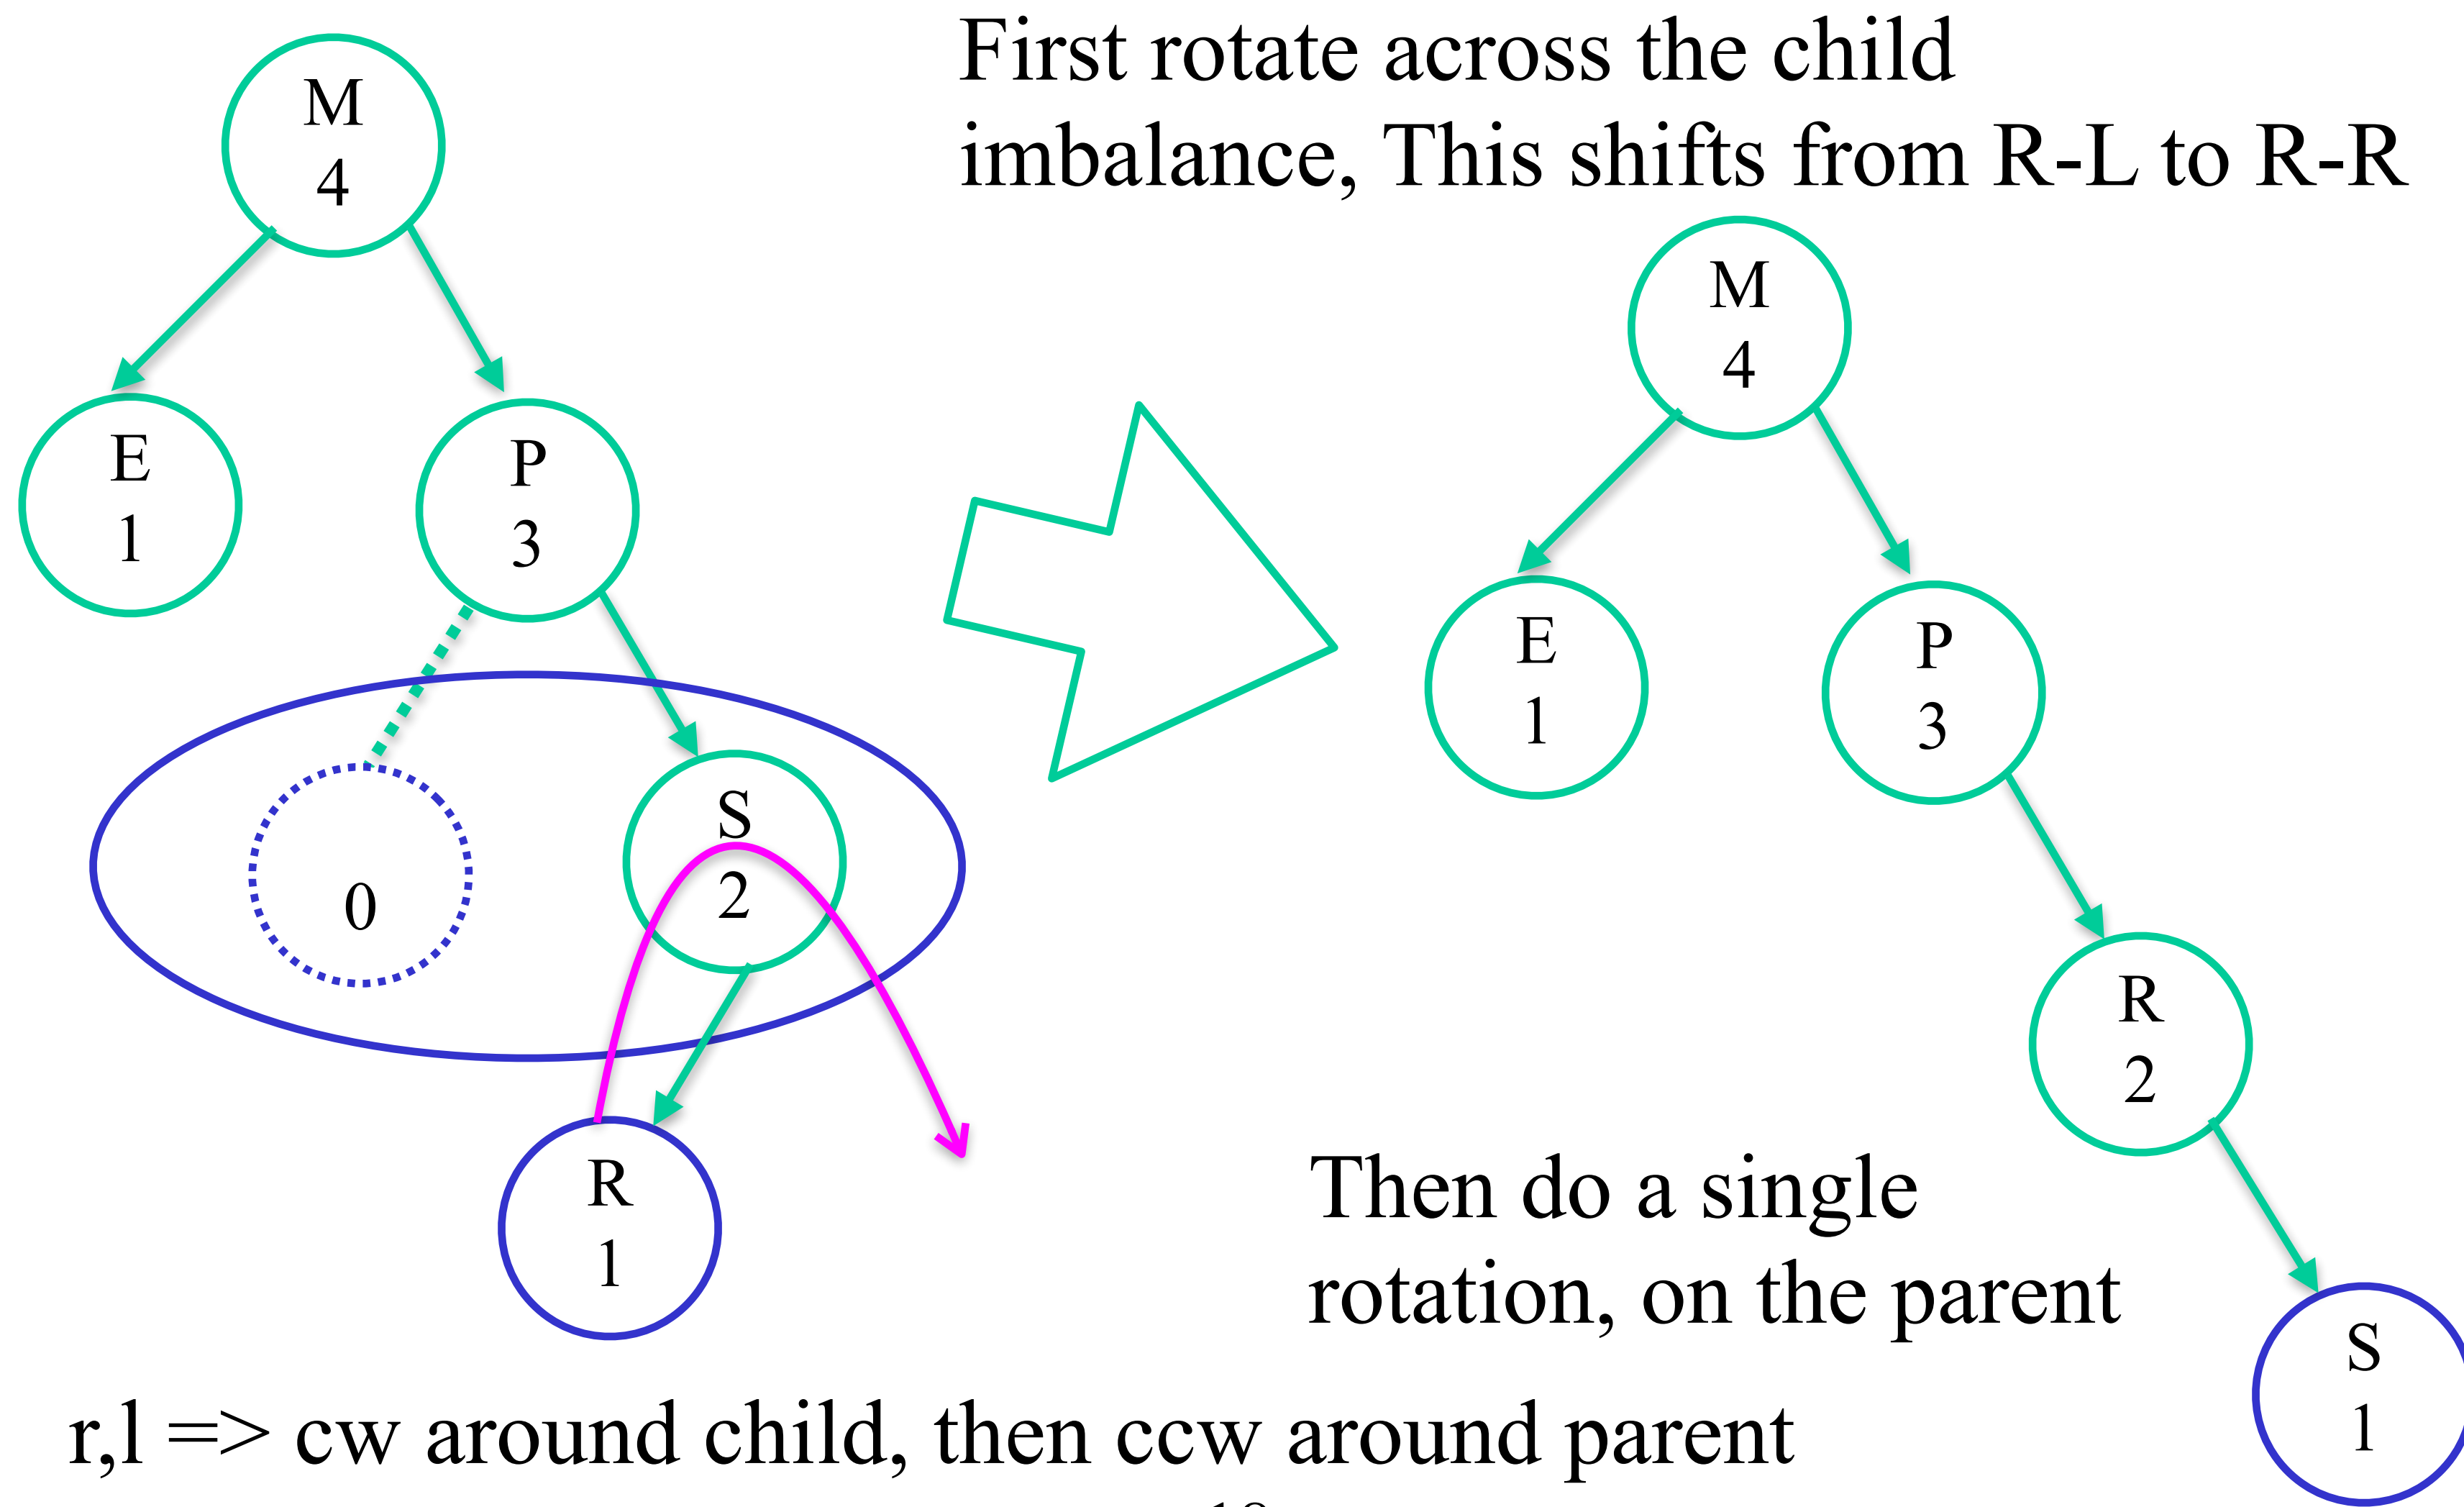 First rotate across the child
imbalance, This shifts from R-L to R-R
M
4
E
1
P
3
0
S
2
R
1
M
4
E
1
P
3
R
2
S
1
Then do a single
rotation, on the parent
r,l => cw around child, then ccw around parent